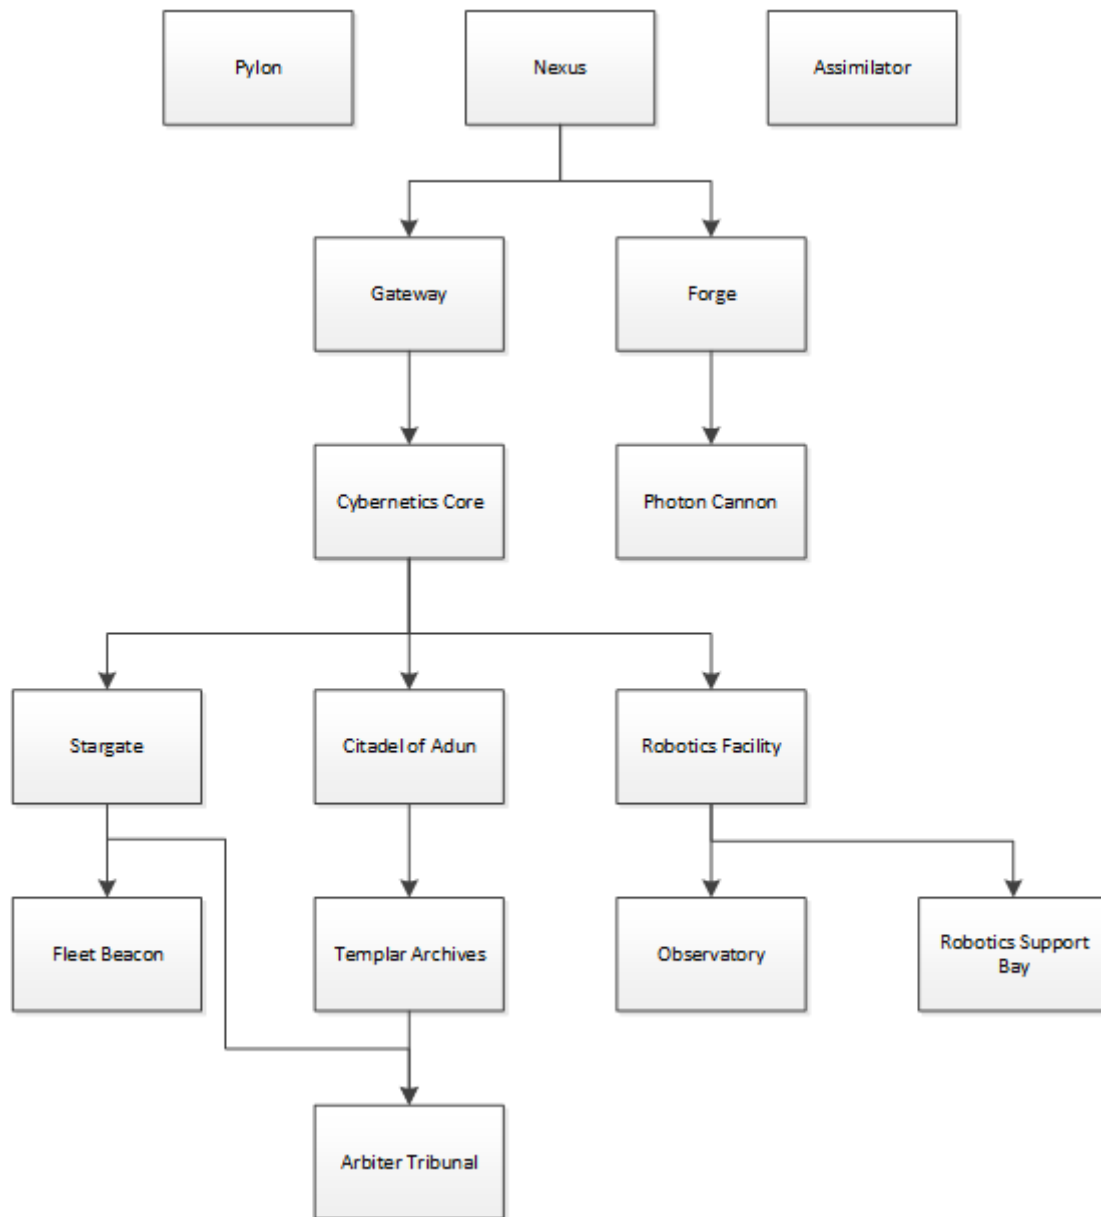 Pylon
Nexus
Assimilator
Gateway
Forge
Cybernetics Core
Photon Cannon
Stargate
Citadel of Adun
Robotics Facility
Fleet Beacon
Templar Archives
Observatory
Robotics Support
Bay
Arbiter Tribunal